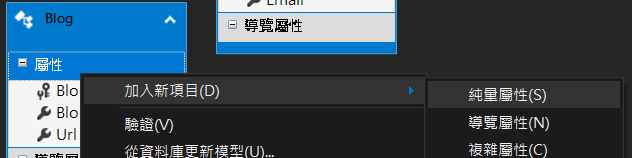 Blog
Email
導覽屬性
屬性
Blo
加入新項目(D)
純量屬性(S)
Blo
驗證(V)
導覽屬性(N)
Url
從資料庫更新模型(U)...
複雜屬性(C)